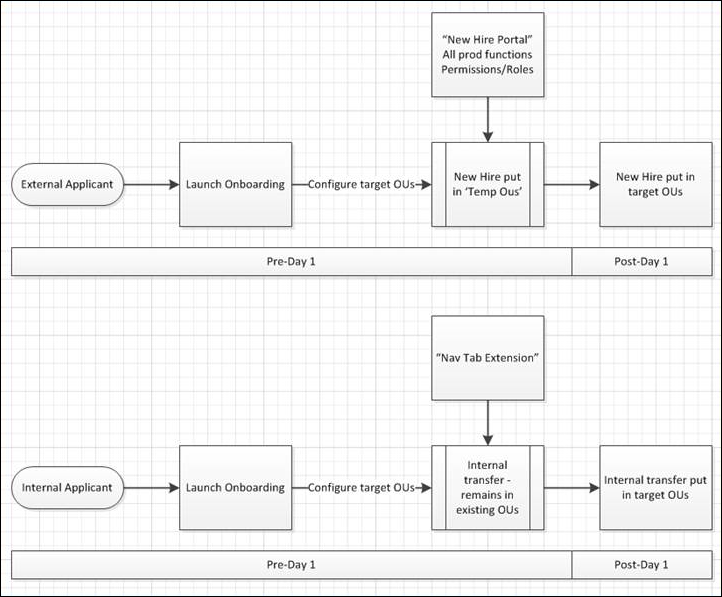 “New Hire Portal”
All prod functions
Permissions/Roles
External Applicant
Launch Onboarding
Configure target OUs
New Hire put
in ‘Temp Ous’
New Hire put in
target OUs
Pre-Day 1
Post-Day 1
“Nav Tab Extension”
Internal Applicant
Launch Onboarding
Configure target OUs
Internal
transfer -
remains in
existing OUs
Internal transfer put
in target OUs
Pre-Day 1
Post-Day 1